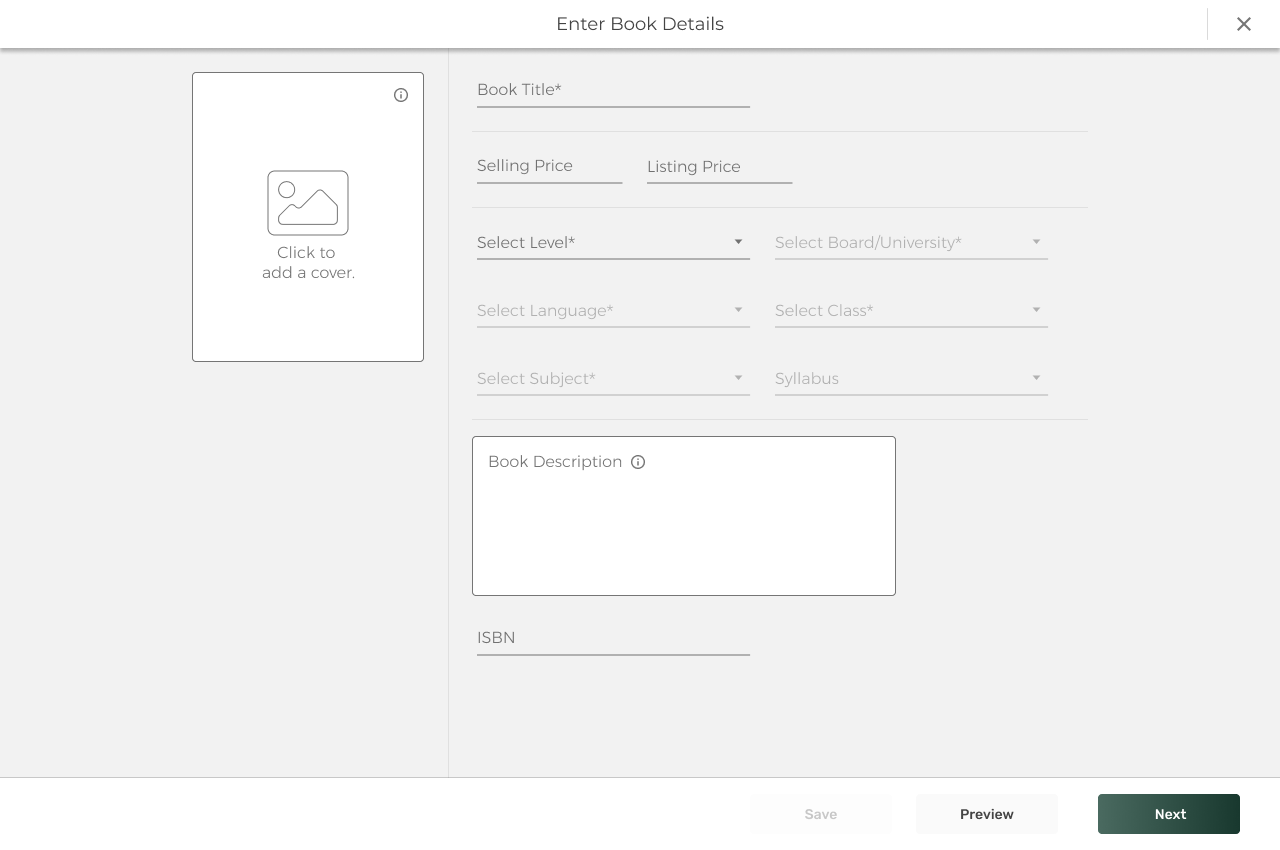 Enter Book Details
Click to
add a cover.
Book Title*
Selling Price
Listing Price
Select Level*
Select Board/University*
Select Language*
Select Class*
Select Subject*
Syllabus
Book Description
ISBN
Save
Preview
Next